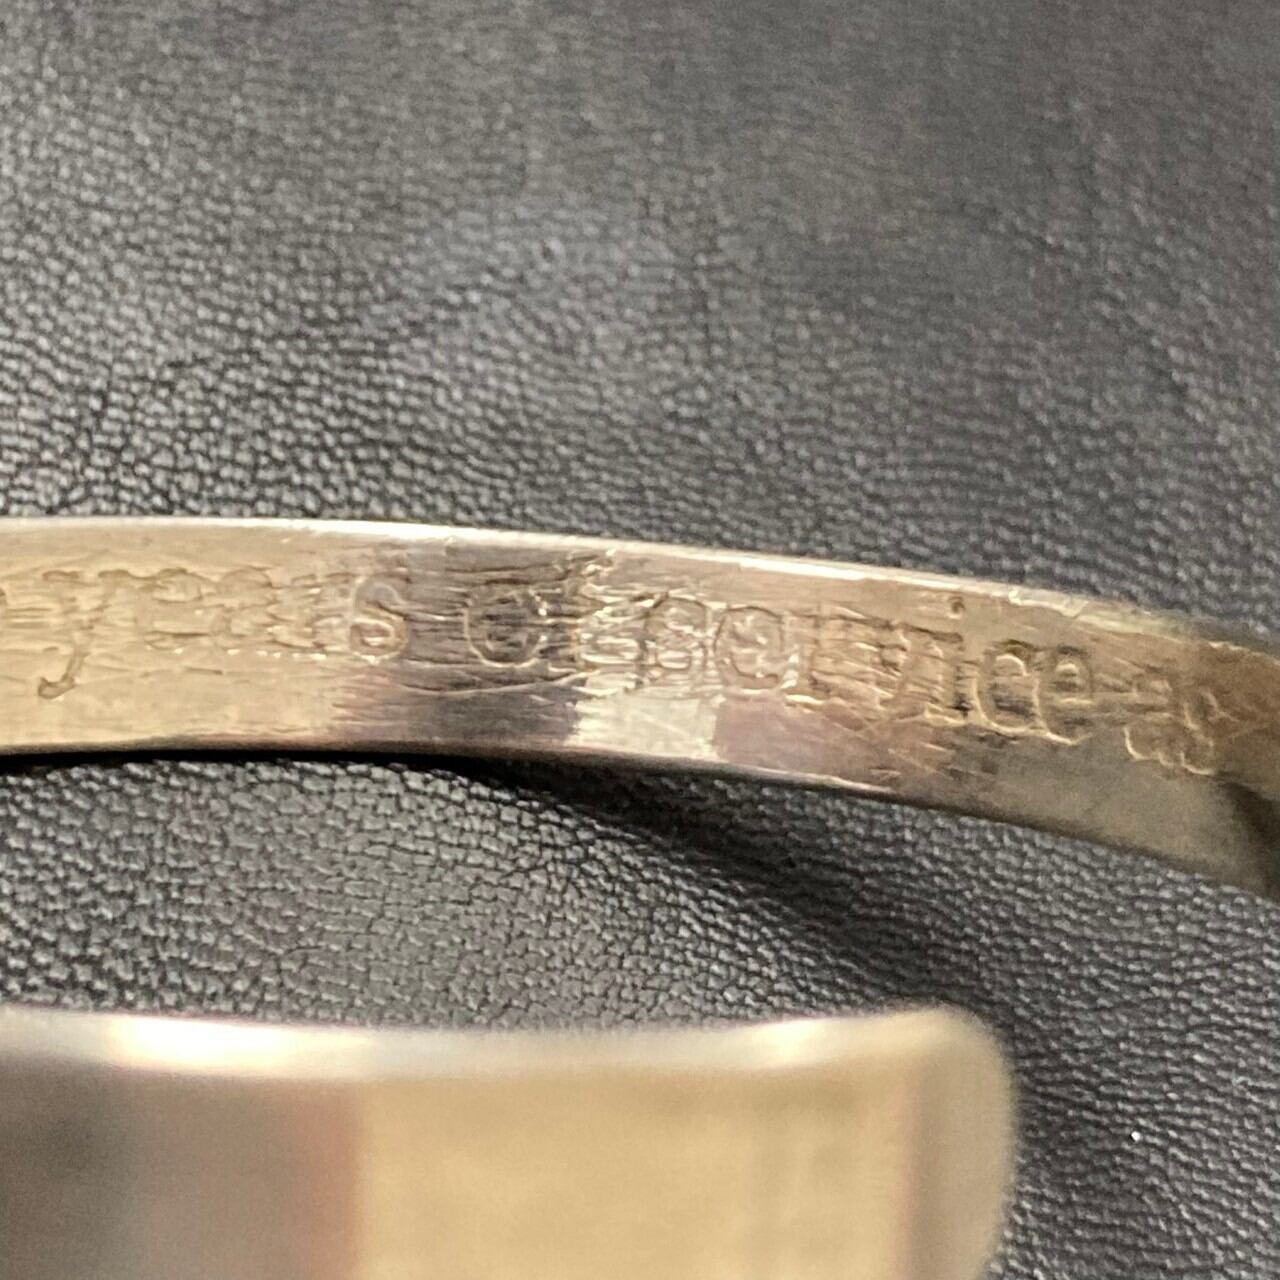 years of service